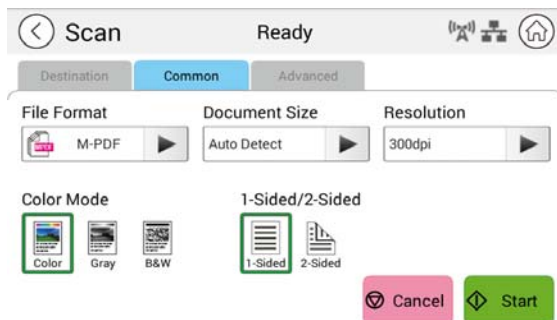 Scan Ready
Destination Common Advanced
File Format Document Size Resolution
M-PDF Auto Detect 300dpi
Color Mode 1-Sided/2-Sided
Color Gray B&W 1-Sided 2-Sided
Cancel Start